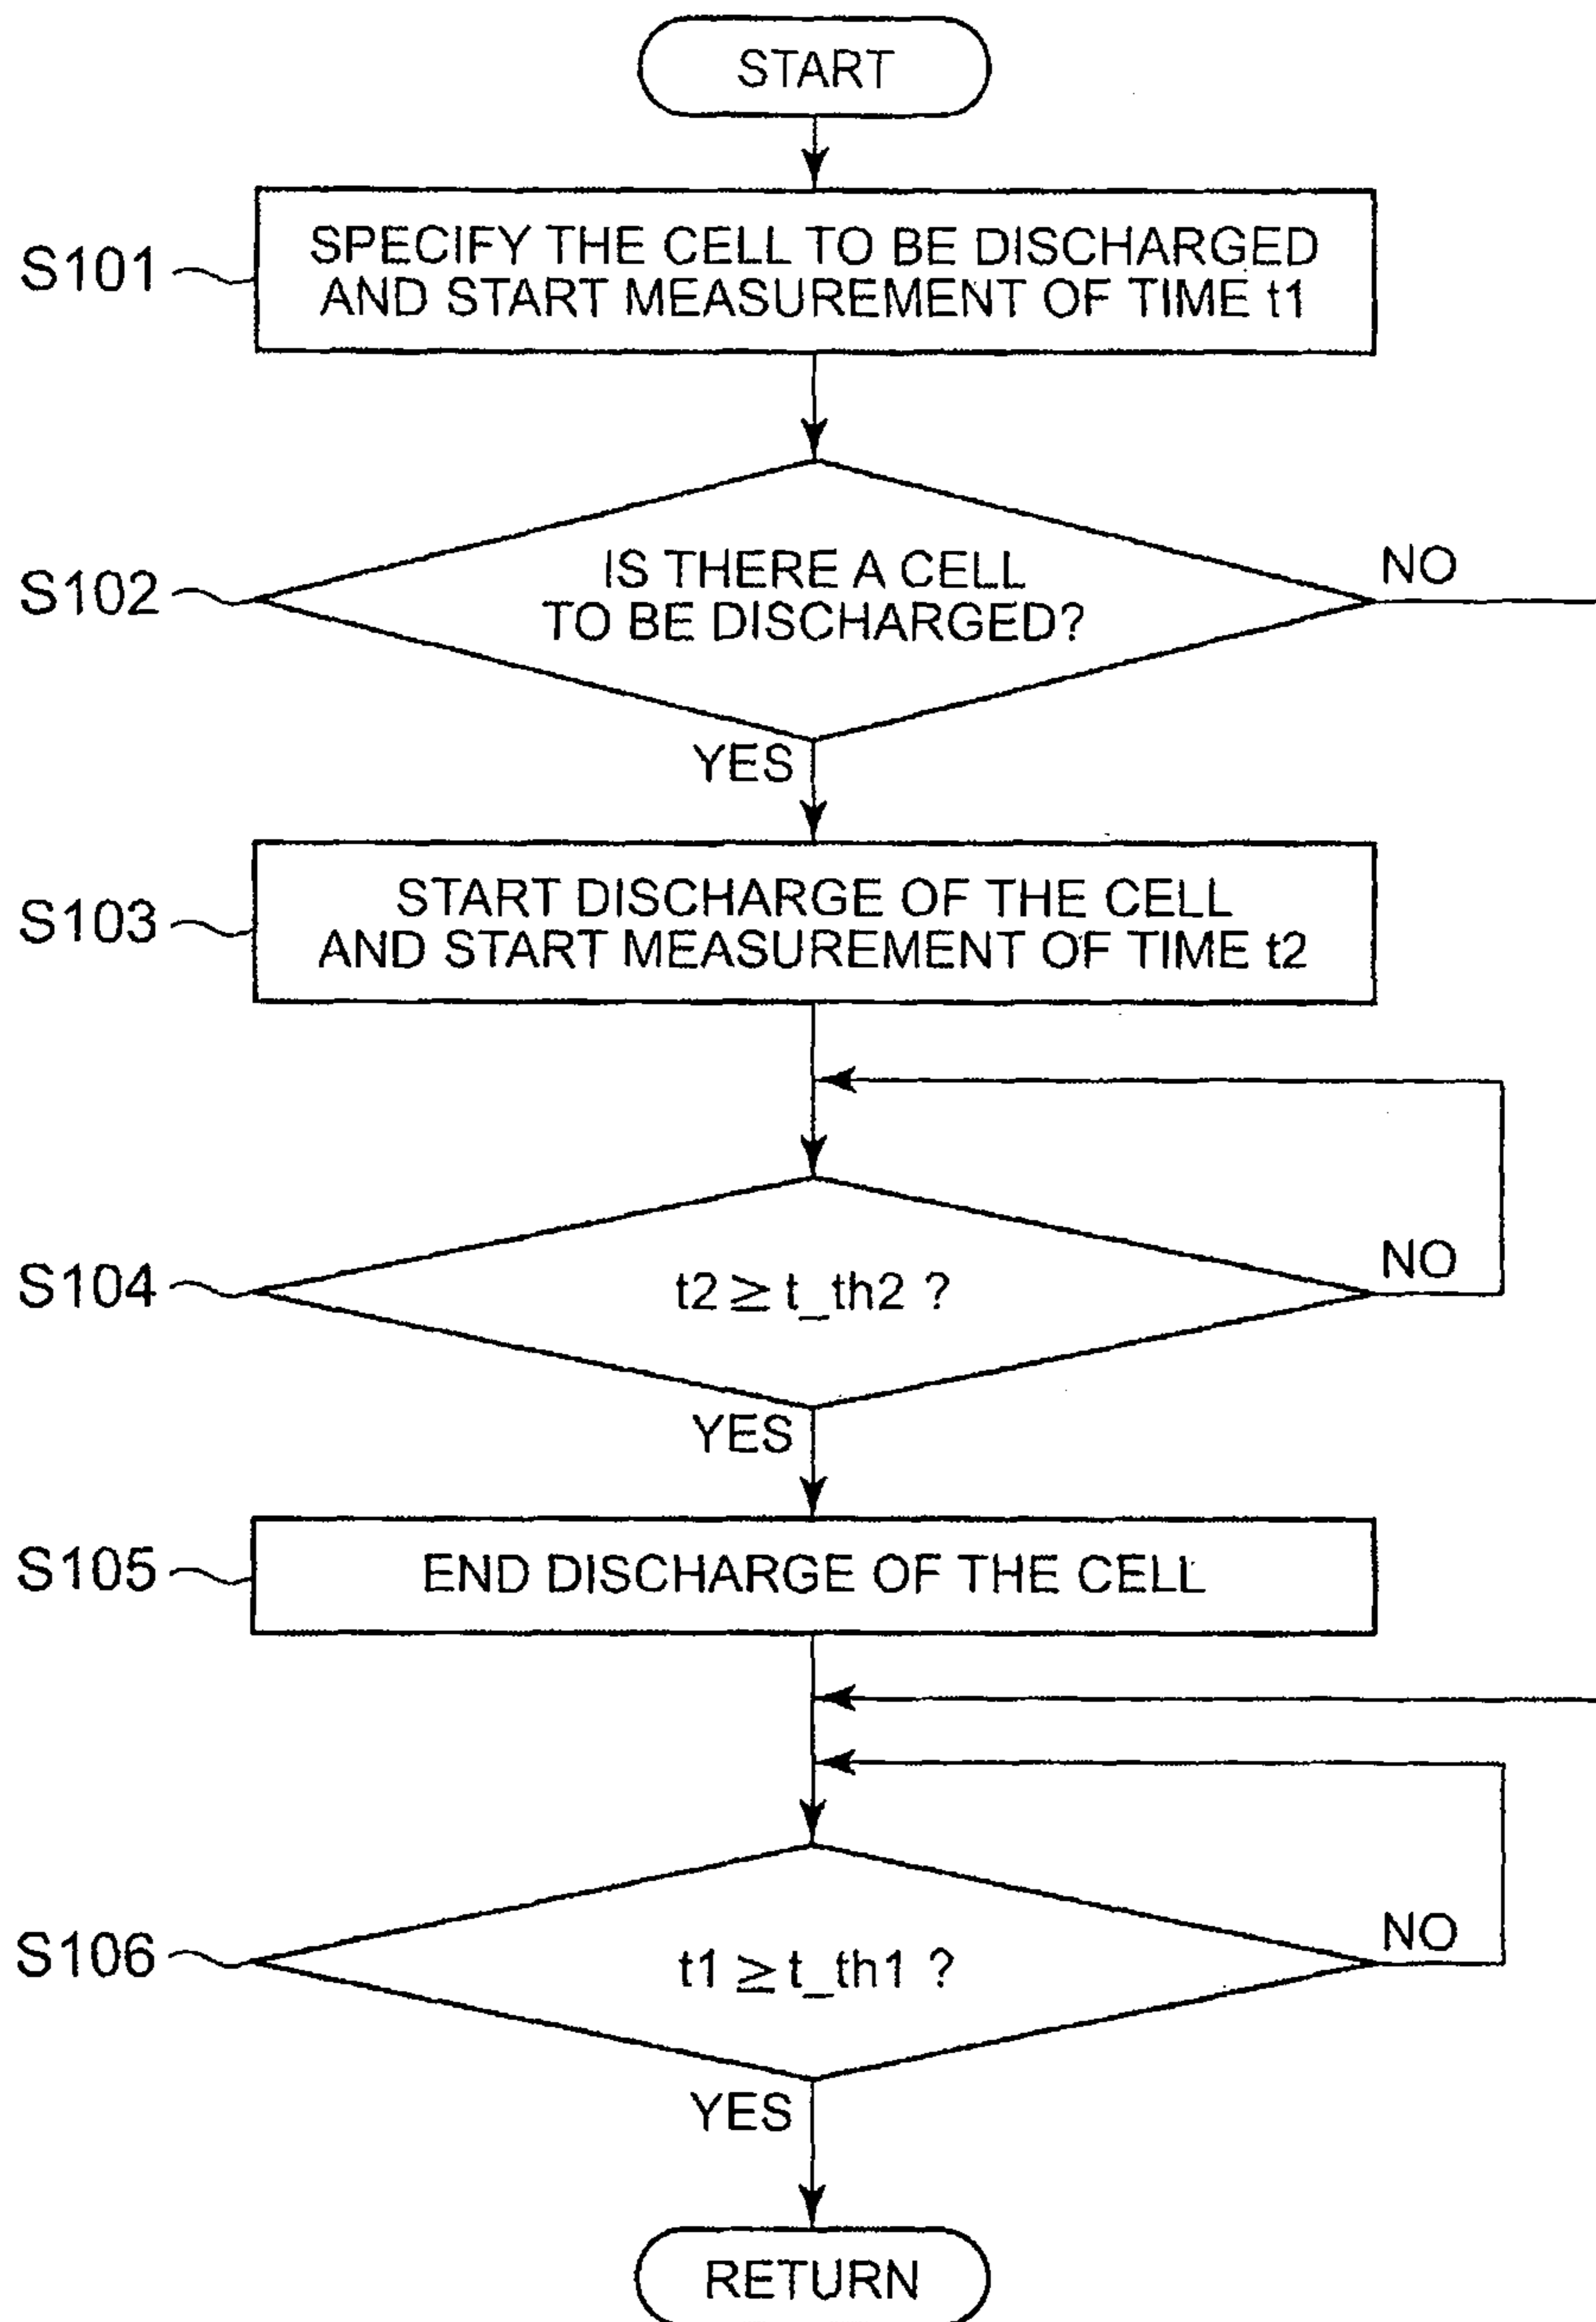 START
S101
SPECIFY THE CELL TO BE DISCHARGED
AND START MEASUREMENT OF TIME t1
S102
IS THERE A CELL
TO BE DISCHARGED?
NO
YES
S103
START DISCHARGE OF THE CELL
AND START MEASUREMENT OF TIME t2
S104
t2 ≧ t_th2 ?
NO
YES
S105
END DISCHARGE OF THE CELL
S106
t1 ≧ t_th1 ?
NO
YES
RETURN